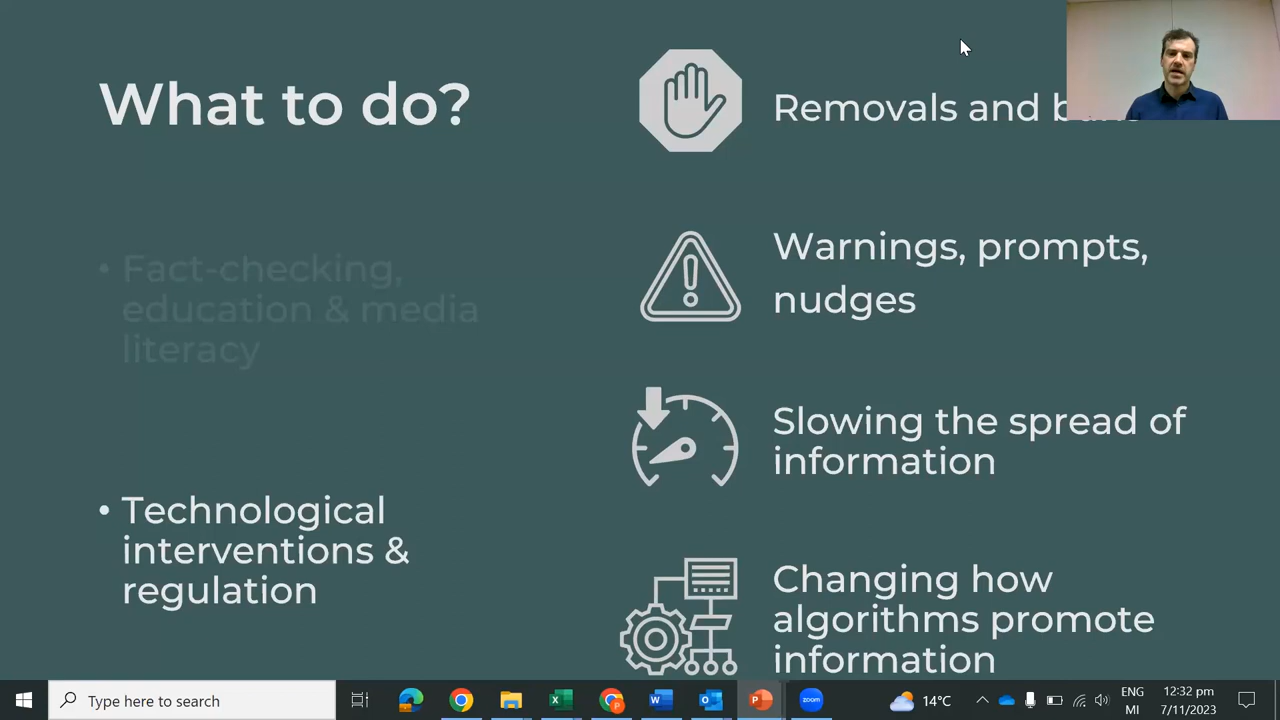 What to do?
• Fact-checking,
education & media
literacy
• Technological
interventions &
regulation
Removals and
Warnings, prompts,
nudges
Slowing the spread of
information
Changing how
algorithms promote
information
Type here to search
14°C
ENG
MI
12:32 pm
7/11/2023
zoom